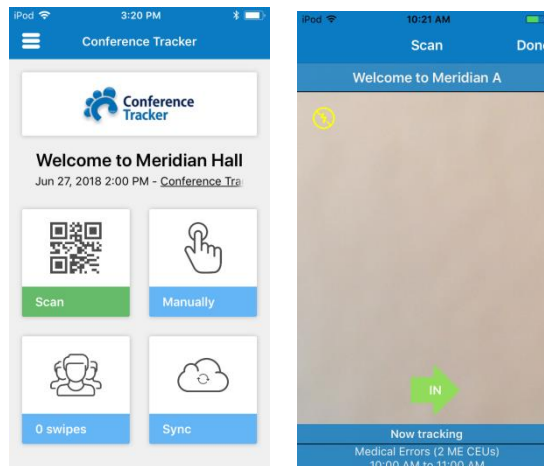 iPod 3:20 PM
Conference Tracker
Conference
Tracker
Welcome to Meridian Hall
Jun 27, 2018 2:00 PM - Conference Tra
Scan
Manually
0 swipes
Sync
iPod 10:21 AM
Scan Done
Welcome to Meridian A
IN
Now tracking
Medical Errors (2 ME CEUs)
10:00 AM to 11:00 AM